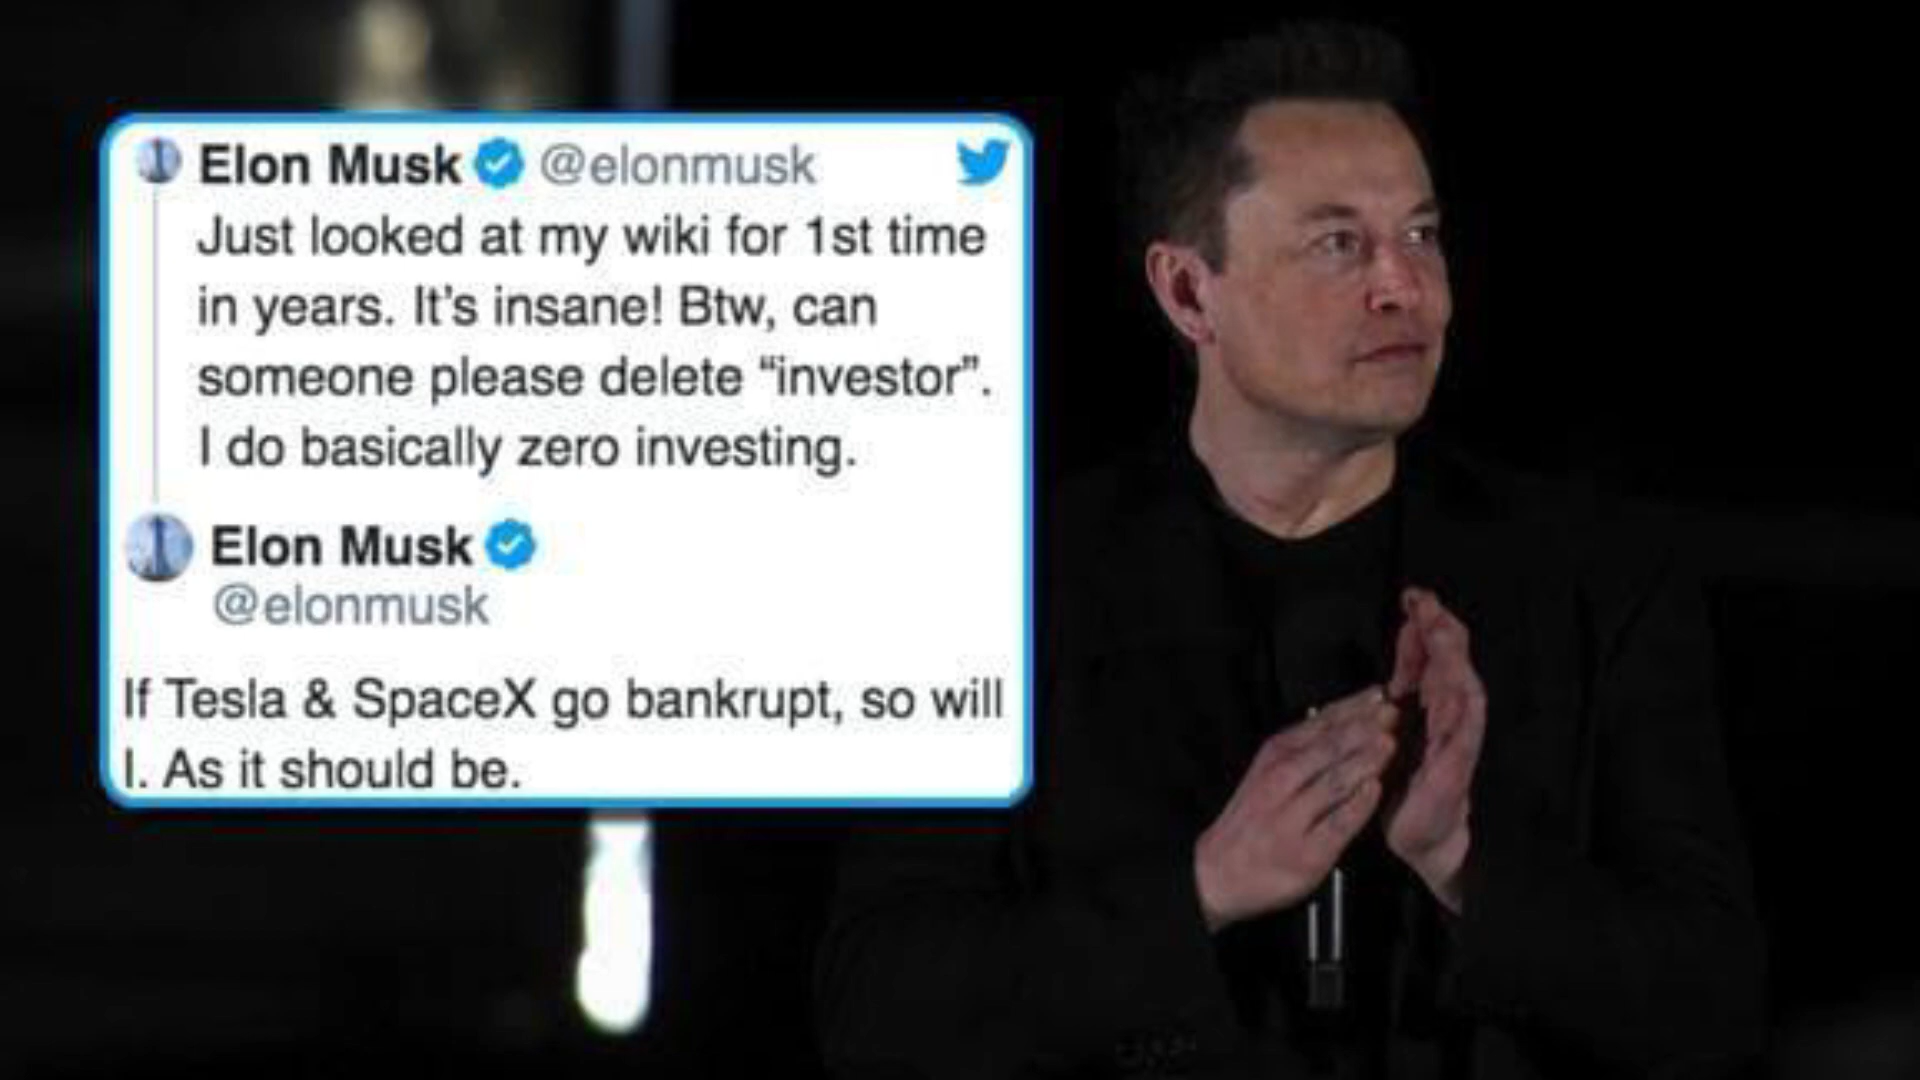 Elon Musk @elonmusk
Just looked at my wiki for 1st time
in years. It’s insane! Btw, can
someone please delete “investor”.
I do basically zero investing.
Elon Musk
@elonmusk
If Tesla & SpaceX go bankrupt, so will
I. As it should be.